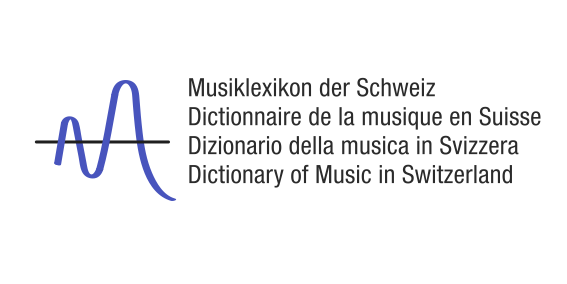 Musiklexikon der Schweiz
Dictionnaire de la musique en Suisse
Dizionario della musica in Svizzera
Dictionary of Music in Switzerland